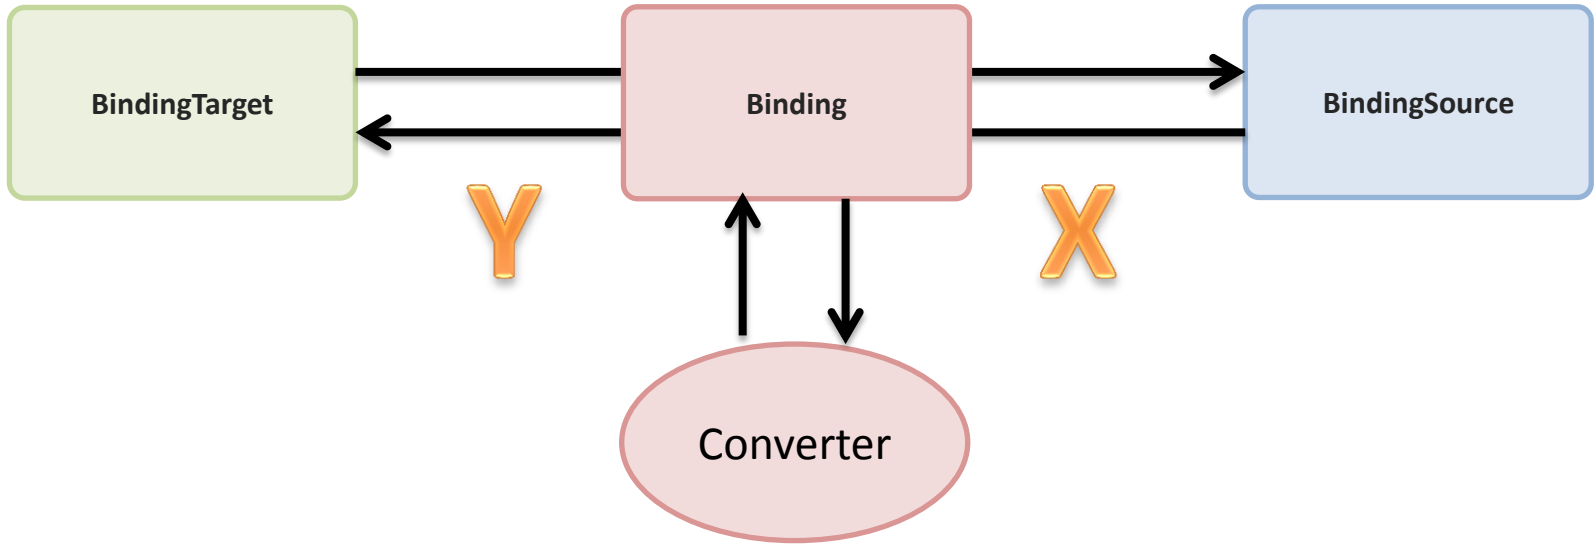 BindingTarget
Binding
BindingSource
Y
X
Converter